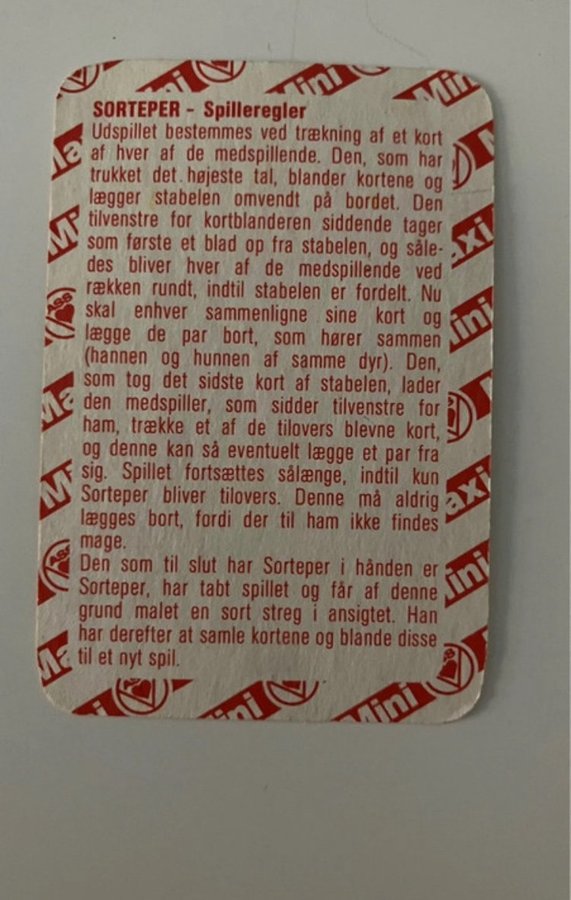 SORTEPER - Spilleregler
Udspillet bestemmes ved trækning af et kort
af hver af de medspillende. Den, som har
trukket det højeste tal, blander kortene og
lægger stabelen omvendt på bordet. Den
tilvenstre for kortblanderen siddende tager
som første et blad op fra stabelen, og såle-
des bliver hver af de medspillende ved
rækken rundt, indtil stabelen er fordelt. Nu
skal enhver sammenligne sine kort og
lægge de par bort, som hører sammen
(hannen og hunnen af samme dyr). Den,
som tog det sidste kort af stabelen, lader
den medspiller, som sidder tilvenstre for
ham, trække et af de tilovers blevne kort,
og denne kan så eventuelt lægge et par fra
sig. Spillet fortsættes sålænge, indtil kun
Sorteper bliver tilovers. Denne må aldrig
lægges bort, fordi der til ham ikke findes
mage.
Den som til slut har Sorteper i hånden er
Sorteper, har tabt spillet og får af denne
grund malet en sort streg i ansigtet. Han
har derefter at samle kortene og blande disse
til et nyt spil.
Mini
Mini
ASS
Mini
Mini